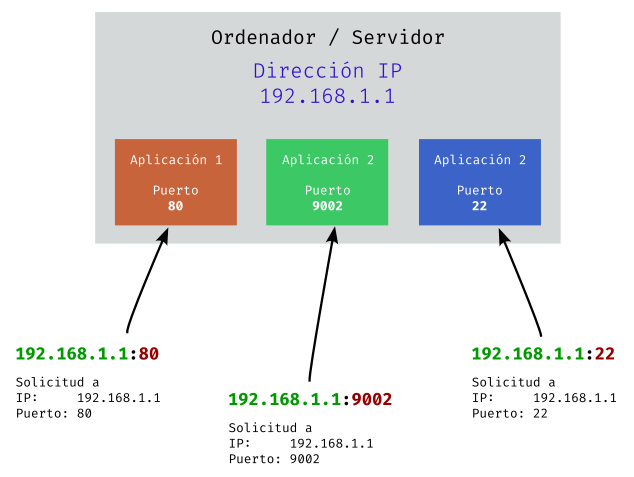 Ordenador / Servidor
Dirección IP
192.168.1.1
Aplicación 1
Puerto
80
Aplicación 2
Puerto
9002
Aplicación 2
Puerto
22
192.168.1.1:80
Solicitud a
IP: 192.168.1.1
Puerto: 80
192.168.1.1:9002
Solicitud a
IP: 192.168.1.1
Puerto: 9002
192.168.1.1:22
Solicitud a
IP: 192.168.1.1
Puerto: 22